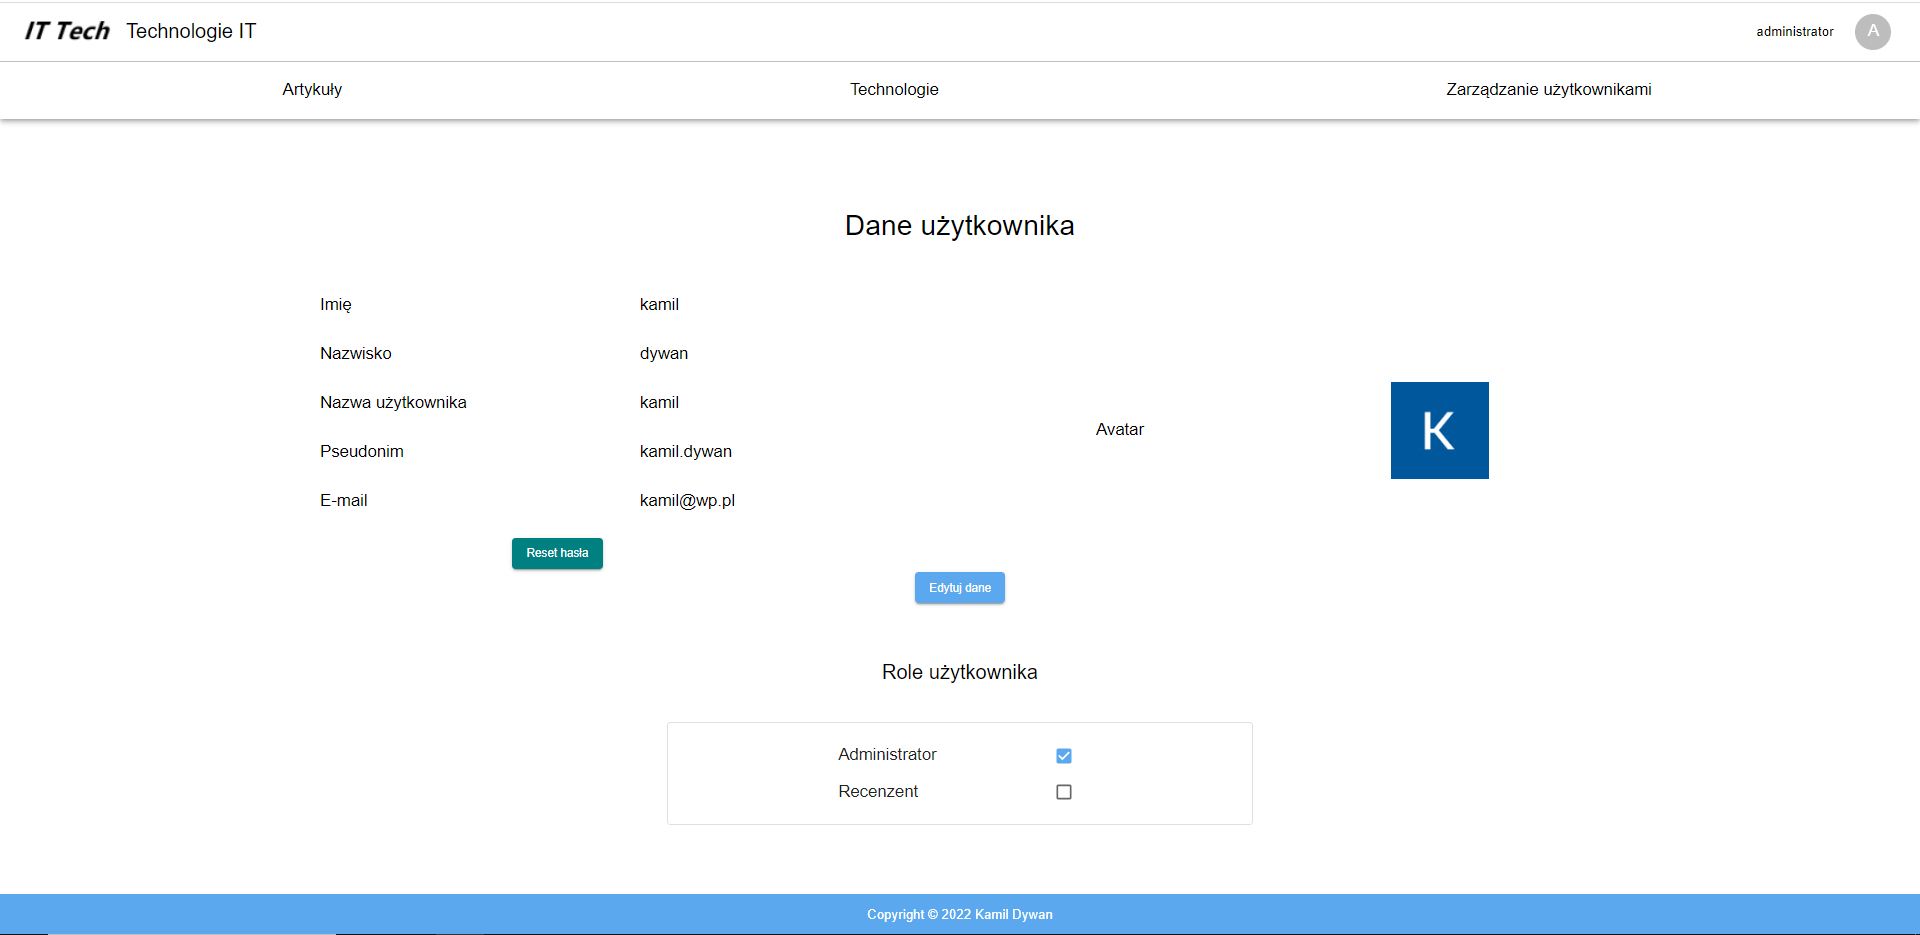 IT Tech Technologie IT administrator A
Artykuły Technologie Zarządzanie użytkownikami
Dane użytkownika
Imię kamil
Nazwisko dywan
Nazwa użytkownika kamil
Pseudonim kamil.dywan
E-mail kamil@wp.pl
Avatar K
Reset hasła
Edytuj dane
Role użytkownika
Administrator
Recenzent
Copyright © 2022 Kamil Dywan